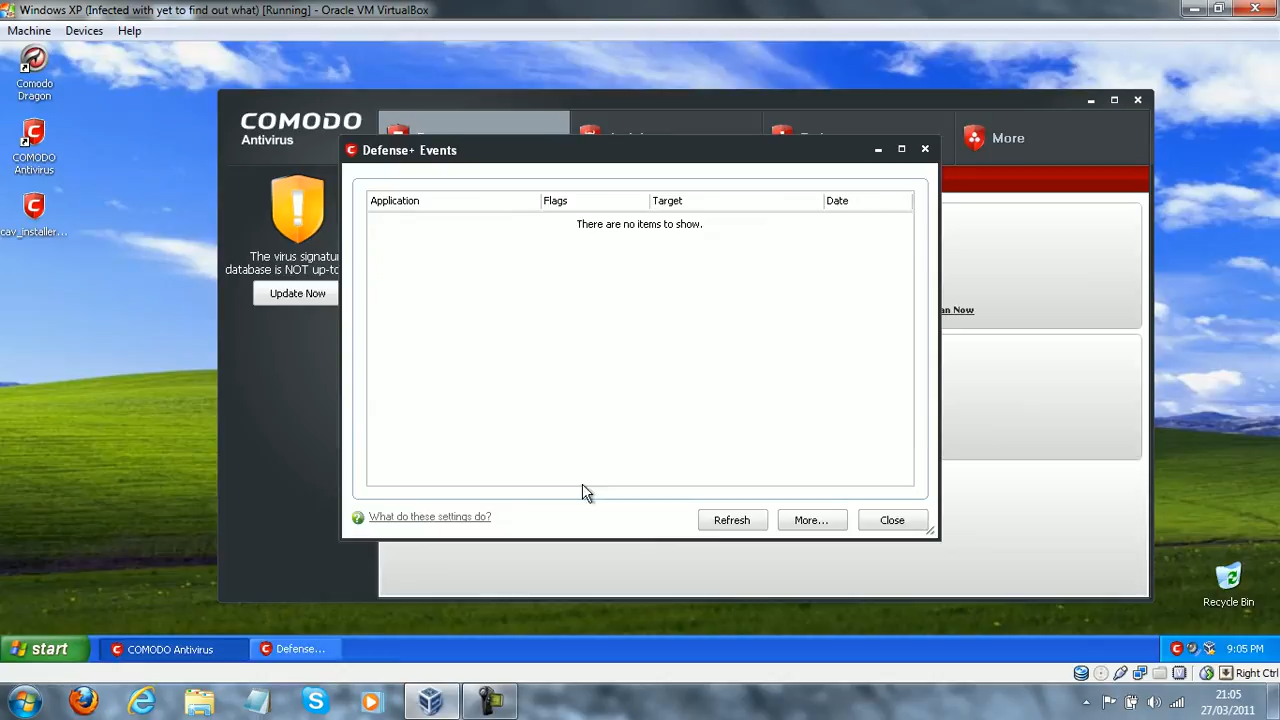 Windows XP (Infected with yet to find out what) [Running] - Oracle VM VirtualBox
Machine Devices Help
Comodo
Dragon
COMODO
Antivirus
cav_installer...
COMODO
Antivirus
More
Defense+ Events
Application Flags Target Date
There are no items to show.
The virus signatu
database is NOT up-to
Update Now
an Now
What do these settings do?
Refresh More... Close
Recycle Bin
start COMODO Antivirus Defense... 9:05 PM
Right Ctrl
21:05
27/03/2011